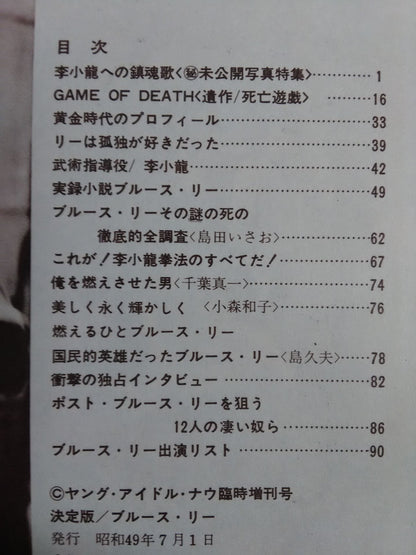 目次
李小龍への鎮魂歌〈㊙未公開写真特集〉…………1
GAME OF DEATH〈遺作/死亡遊戯〉 …………16
黄金時代のプロフィール……………………33
リーは孤独が好きだった……………………39
武術指導役/ 李小龍…………………………42
実録小説ブルース・リー……………………49
ブルース・リーその謎の死の
徹底的全調査〈島田いさお〉…………62
これが!李小龍拳法のすべてだ!……………67
俺を燃えさせた男〈千葉真一〉……………74
美しく永く輝かしく 〈小森和子〉…………76
燃えるひとブルース・リー
国民的英雄だったブルース・リー〈島久夫〉……78
衝撃の独占インタビュー ……………………82
ポスト・ブルース・リーを狙う
12人の凄い奴ら……………86
ブルース・リー出演リスト…………………90
©ヤング・アイドル・ナウ臨時増刊号
決定版/ブルース・リー
発行 昭和49年7月1日